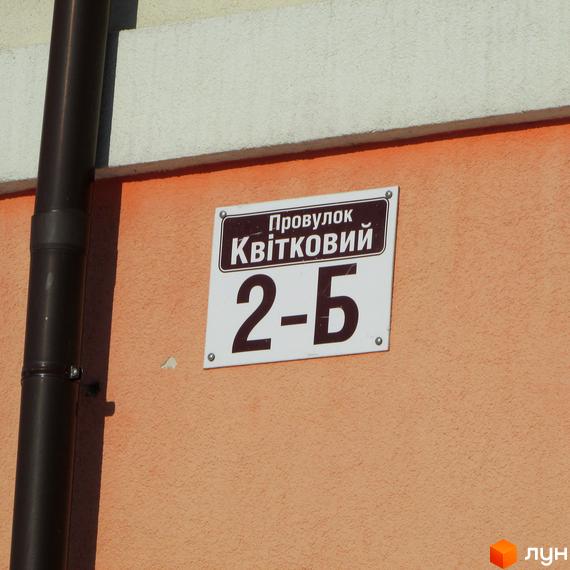 Провулок
Квітковий
2-Б
лун